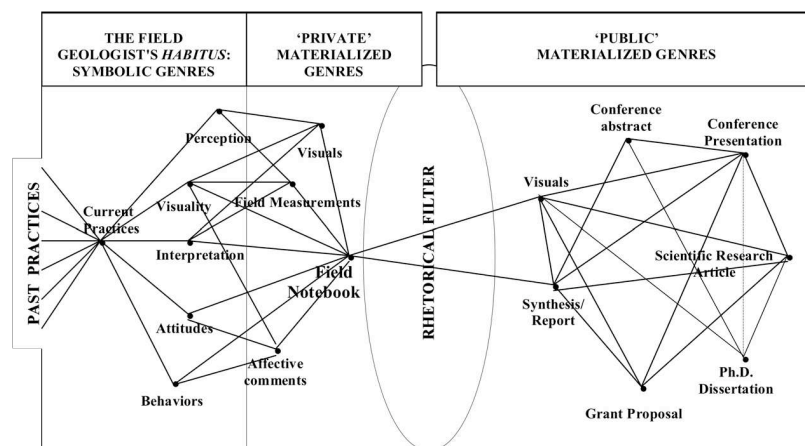 THE FIELD
GEOLOGIST'S HABITUS:
SYMBOLIC GENRES
‘PRIVATE’
MATERIALIZED
GENRES
‘PUBLIC’
MATERIALIZED GENRES
PAST PRACTICES
Current
Practices
Perception
Visuality
Interpretation
Attitudes
Behaviors
Visuals
Field Measurements
Field
Notebook
Affective
comments
RHETORICAL FILTER
Conference
abstract
Conference
Presentation
Visuals
Scientific Research
Article
Synthesis/
Report
Ph.D.
Dissertation
Grant Proposal